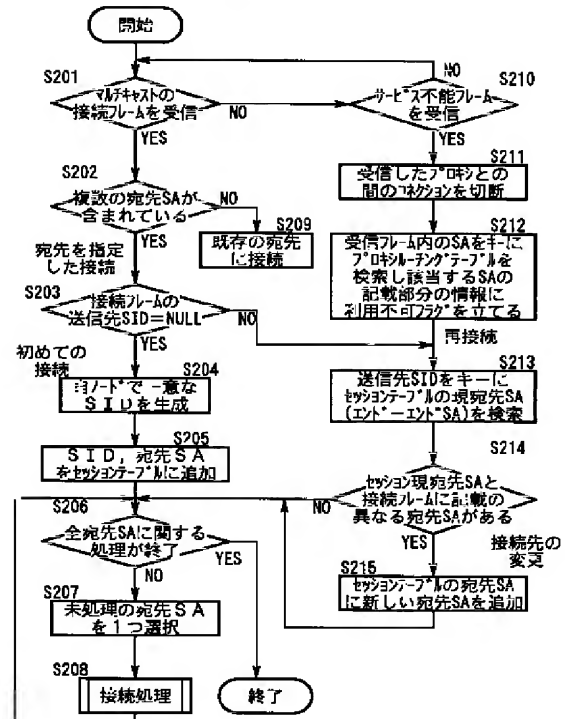 開始
S201
マルチキャストの
接続フレームを受信
NO
YES
S202
複数の宛先SAが
含まれている
NO
YES
S209
既存の宛先
に接続
宛先を指定
した接続
S203
接続フレームの
送信先SID=NULL
NO
YES
初めての
接続
S204
自ノードで一意な
SIDを生成
S205
SID,宛先SA
をセッションテーブルに追加
S206
全宛先SAに関する
処理が終了
YES
NO
S207
未処理の宛先SA
を1つ選択
S208
接続処理
終了
NO
S210
サービス不能フレーム
を受信
YES
S211
受信したプロキシとの
間のコネクションを切断
S212
受信フレーム内のSAをキーに
プロキシルーチングテーブルを
検索し該当するSAの
記載部分の情報に
利用不可フラグを立てる
再接続
S213
送信先SIDをキーに
セッションテーブルの現宛先SA
(エンドーエンドSA)を検索
S214
セッション現宛先SAと
接続フレームに記載の
異なる宛先SAがある
NO
YES
接続先の
変更
S215
セッションテーブルの宛先SA
に新しい宛先SAを追加